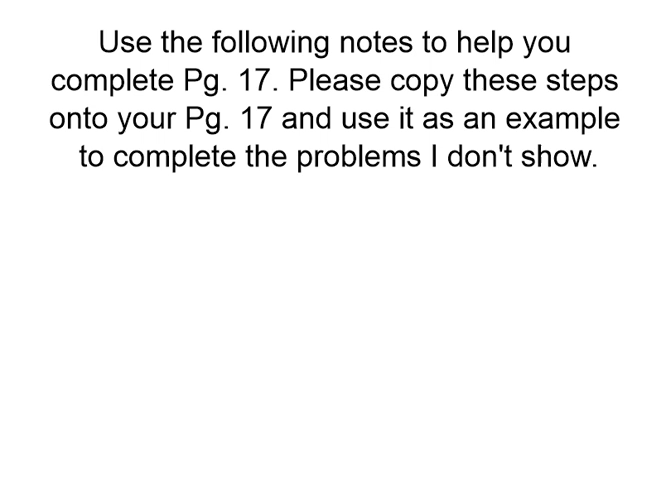 Use the following notes to help you
complete Pg. 17. Please copy these steps
onto your Pg. 17 and use it as an example
to complete the problems I don't show.